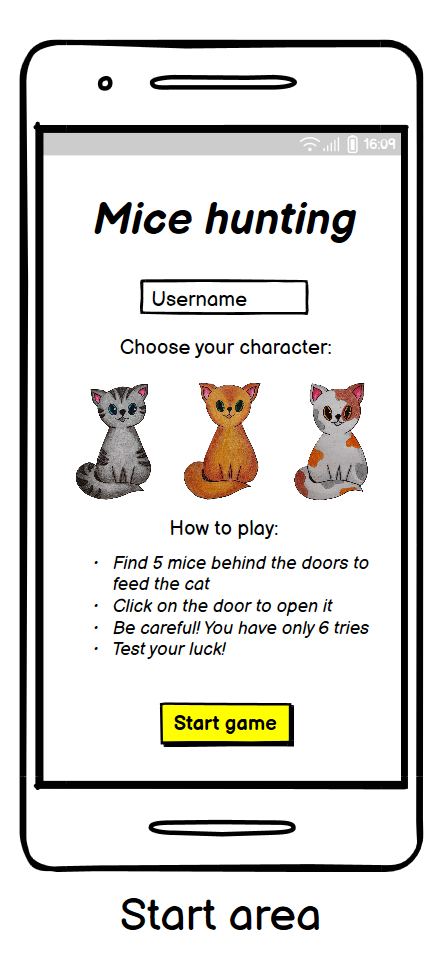 16:09
Mice hunting
Username
Choose your character:
How to play:
· Find 5 mice behind the doors to
feed the cat
· Click on the door to open it
· Be careful! You have only 6 tries
· Test your luck!
Start game
Start area